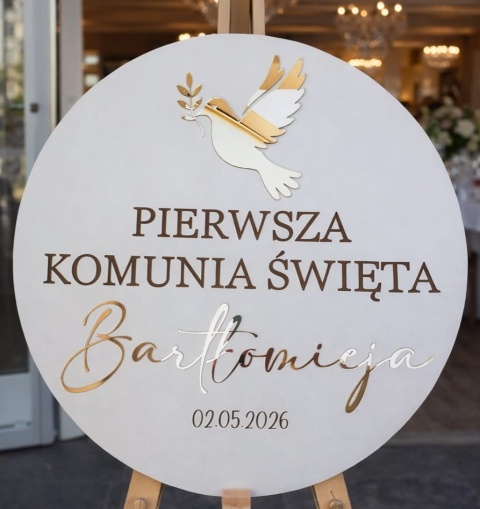 PIERWSZA
KOMUNIA ŚWIĘTA
Bartłomieja
02.05.2026